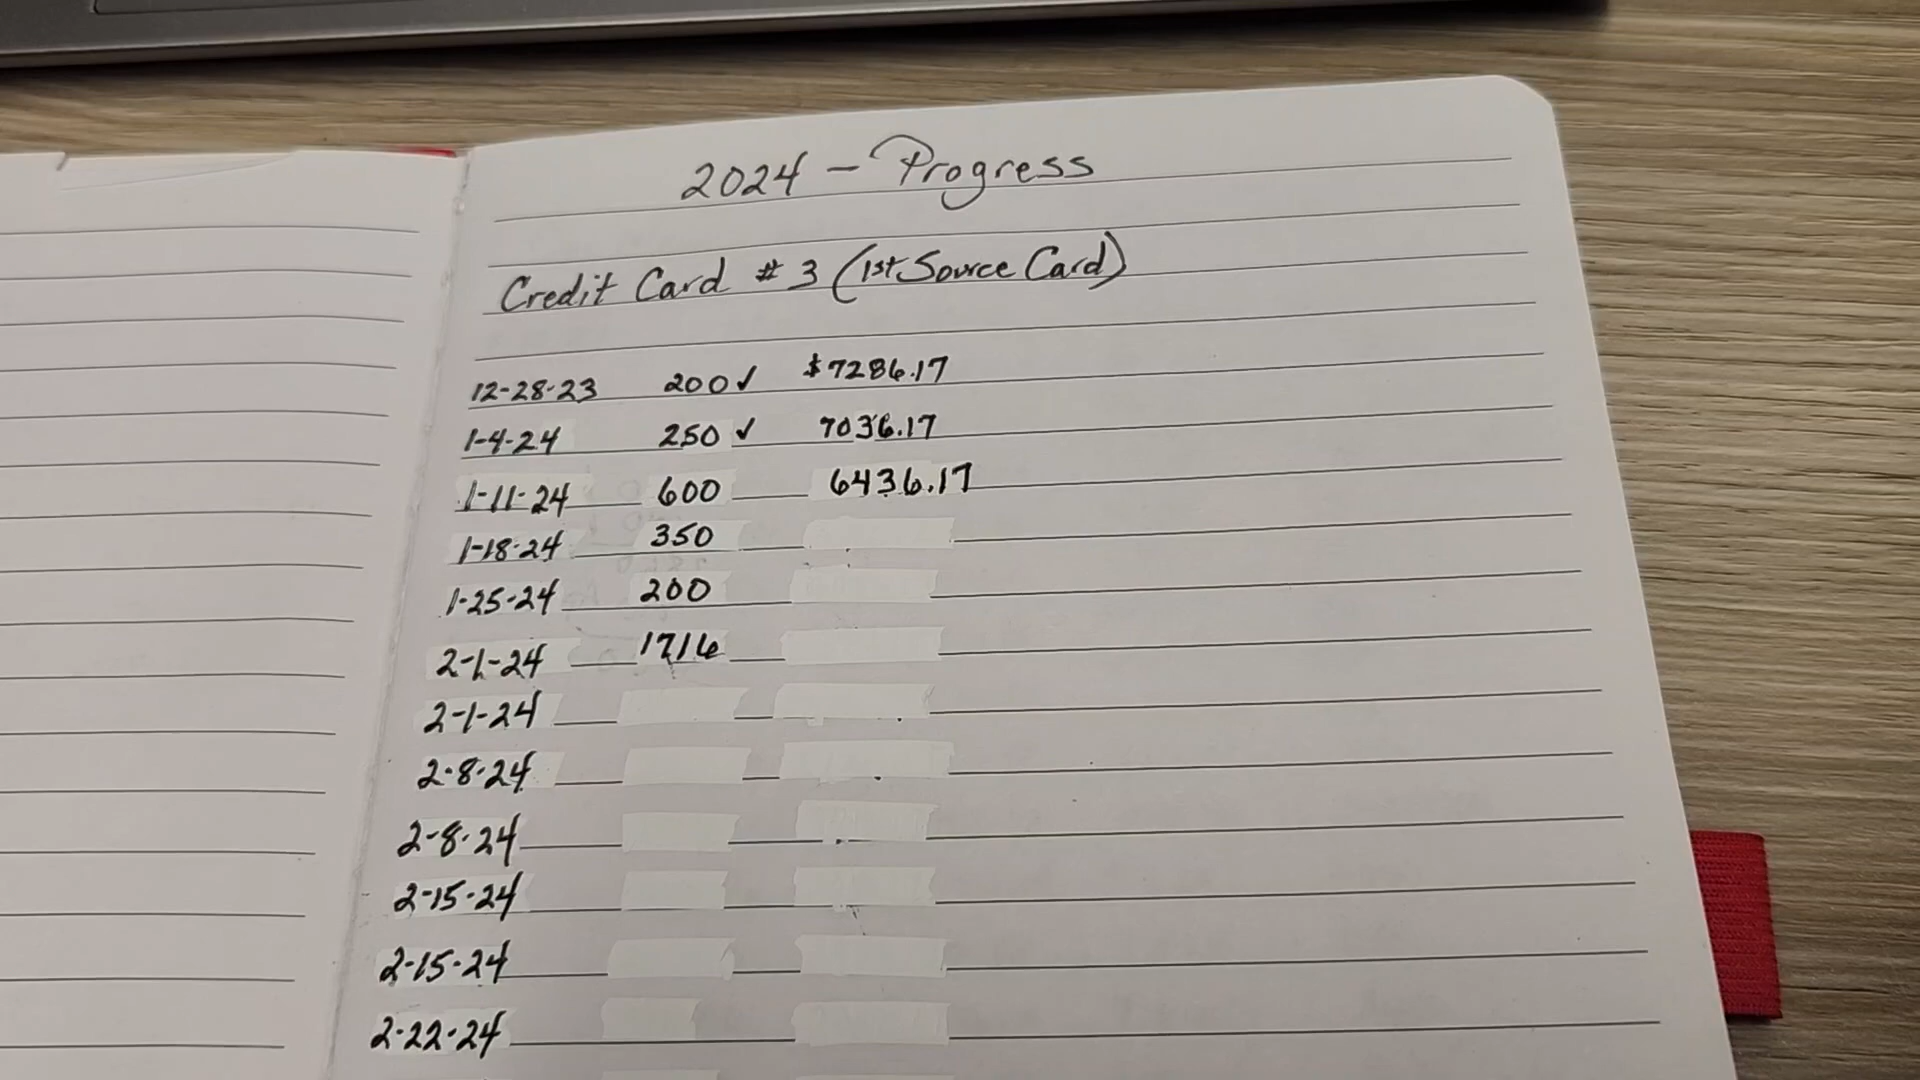 2024 - Progress
Credit Card # 3 (1st Source Card)
12-28-23 200✓ $7286.17
1-4-24 250 ✓ 7036.17
1-11-24 600 6436.17
1-18-24 350
1-25-24 200
2-1-24 1716
2-1-24
2-8-24
2-8-24
2-15-24
2-15-24
2-22-24